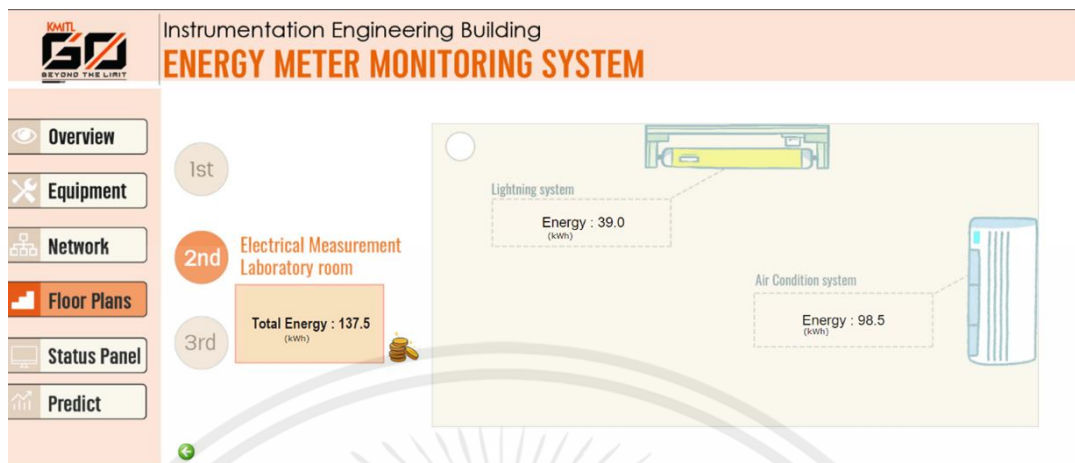 KMITL
GO
BEYOND THE LIMIT
Instrumentation Engineering Building
ENERGY METER MONITORING SYSTEM
Overview
Equipment
Network
Floor Plans
Status Panel
Predict
1st
2nd
3rd
Electrical Measurement
Laboratory room
Total Energy : 137.5
(kWh)
Lightning system
Energy : 39.0
(kWh)
Air Condition system
Energy : 98.5
(kWh)